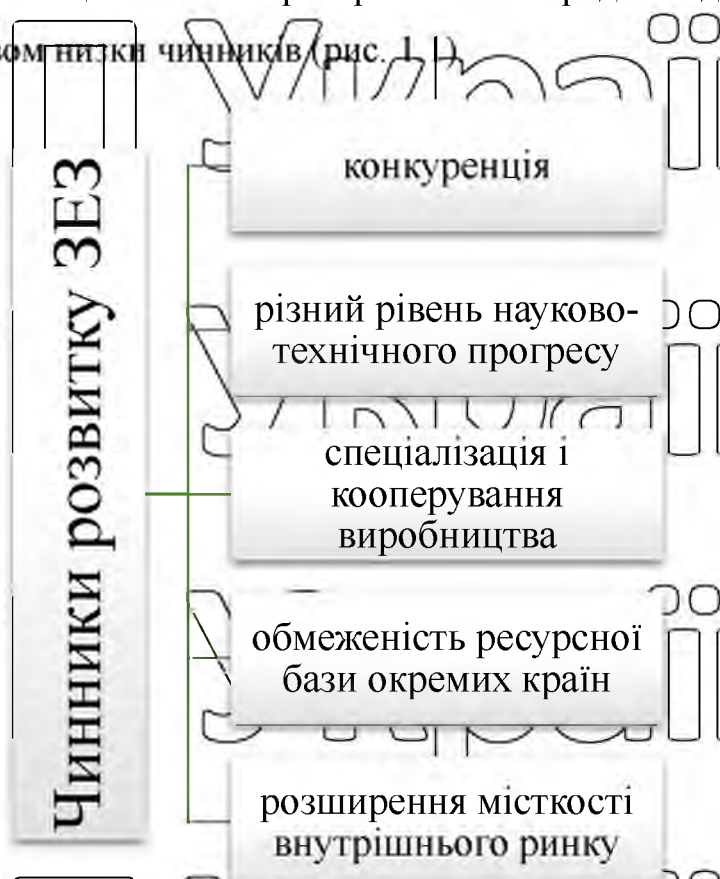 низки чинників (рис. 1.1)
Чинники розвитку ЗЕЗ
конкуренція
різний рівень науково-
технічного прогресу
спеціалізація і
кооперування
виробництва
обмеженість ресурсної
бази окремих країн
розширення місткості
внутрішнього ринку